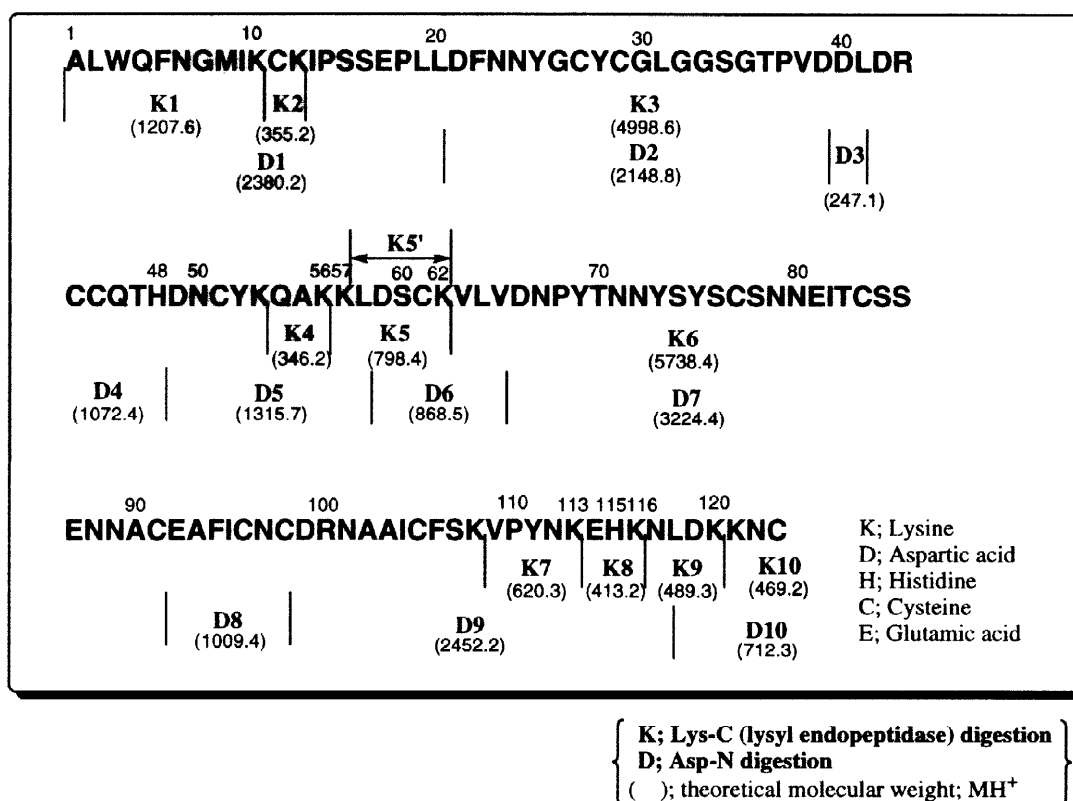 1 10 20 30 40
ALWQFNGMIKCKIPSSEPLLDFNNYGCYCGLGGSGTPVDDLDR
K1 K2 K3
(1207.6) (355.2) (4998.6)
D1 D2 D3
(2380.2) (2148.8) (247.1)
K5'
48 50 5657 60 62 70 80
CCQTHDNCYKQAKKLDSCKVLVDNPYTNNYSYSCSNNEITCSS
K4 K5 K6
(346.2) (798.4) (5738.4)
D4 D5 D6 D7
(1072.4) (1315.7) (868.5) (3224.4)
90 100 110 113 115116 120
ENNACEAFICNCDRNAAICFSKVPYNKEHKNLDKKNC
K7 K8 K9 K10
(620.3) (413.2) (489.3) (469.2)
D8 D9 D10
(1009.4) (2452.2) (712.3)
K; Lysine
D; Aspartic acid
H; Histidine
C; Cysteine
E; Glutamic acid
K; Lys-C (lysyl endopeptidase) digestion
D; Asp-N digestion
( ); theoretical molecular weight; MH+